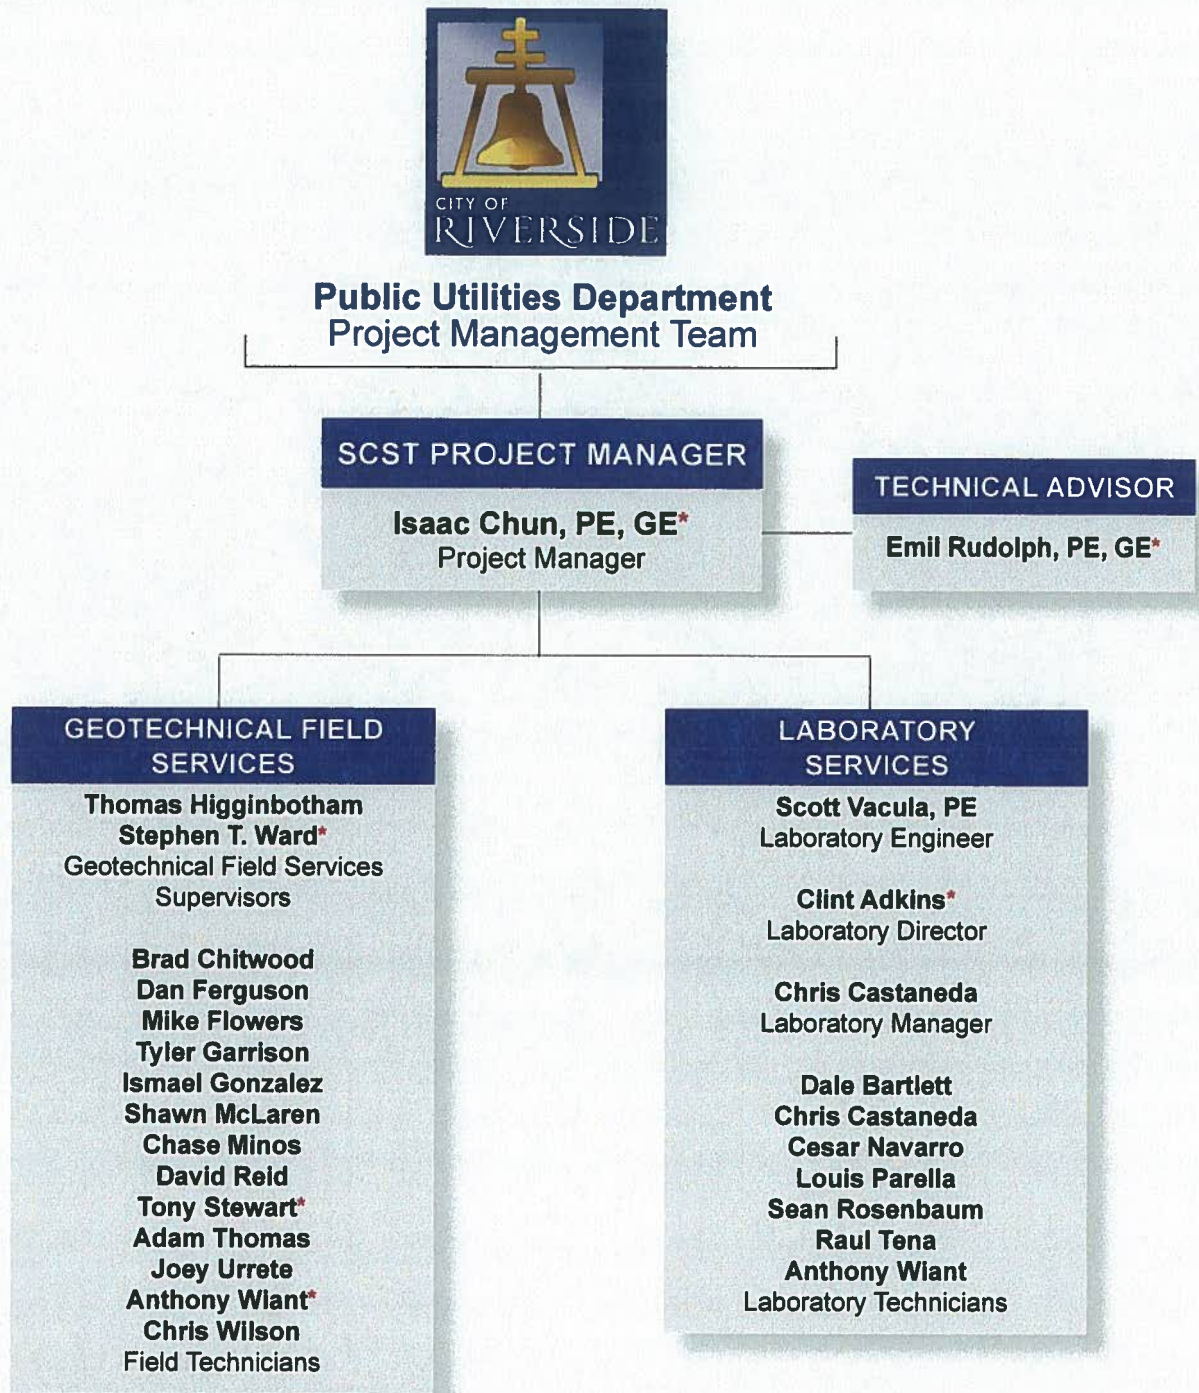 CITY OF
RIVERSIDE
Public Utilities Department
Project Management Team
SCST PROJECT MANAGER
Isaac Chun, PE, GE*
Project Manager
TECHNICAL ADVISOR
Emil Rudolph, PE, GE*
GEOTECHNICAL FIELD
SERVICES
Thomas Higginbotham
Stephen T. Ward*
Geotechnical Field Services
Supervisors
Brad Chitwood
Dan Ferguson
Mike Flowers
Tyler Garrison
Ismael Gonzalez
Shawn McLaren
Chase Minos
David Reid
Tony Stewart*
Adam Thomas
Joey Urrete
Anthony Wiant*
Chris Wilson
Field Technicians
LABORATORY
SERVICES
Scott Vacula, PE
Laboratory Engineer
Clint Adkins*
Laboratory Director
Chris Castaneda
Laboratory Manager
Dale Bartlett
Chris Castaneda
Cesar Navarro
Louis Parella
Sean Rosenbaum
Raul Tena
Anthony Wiant
Laboratory Technicians